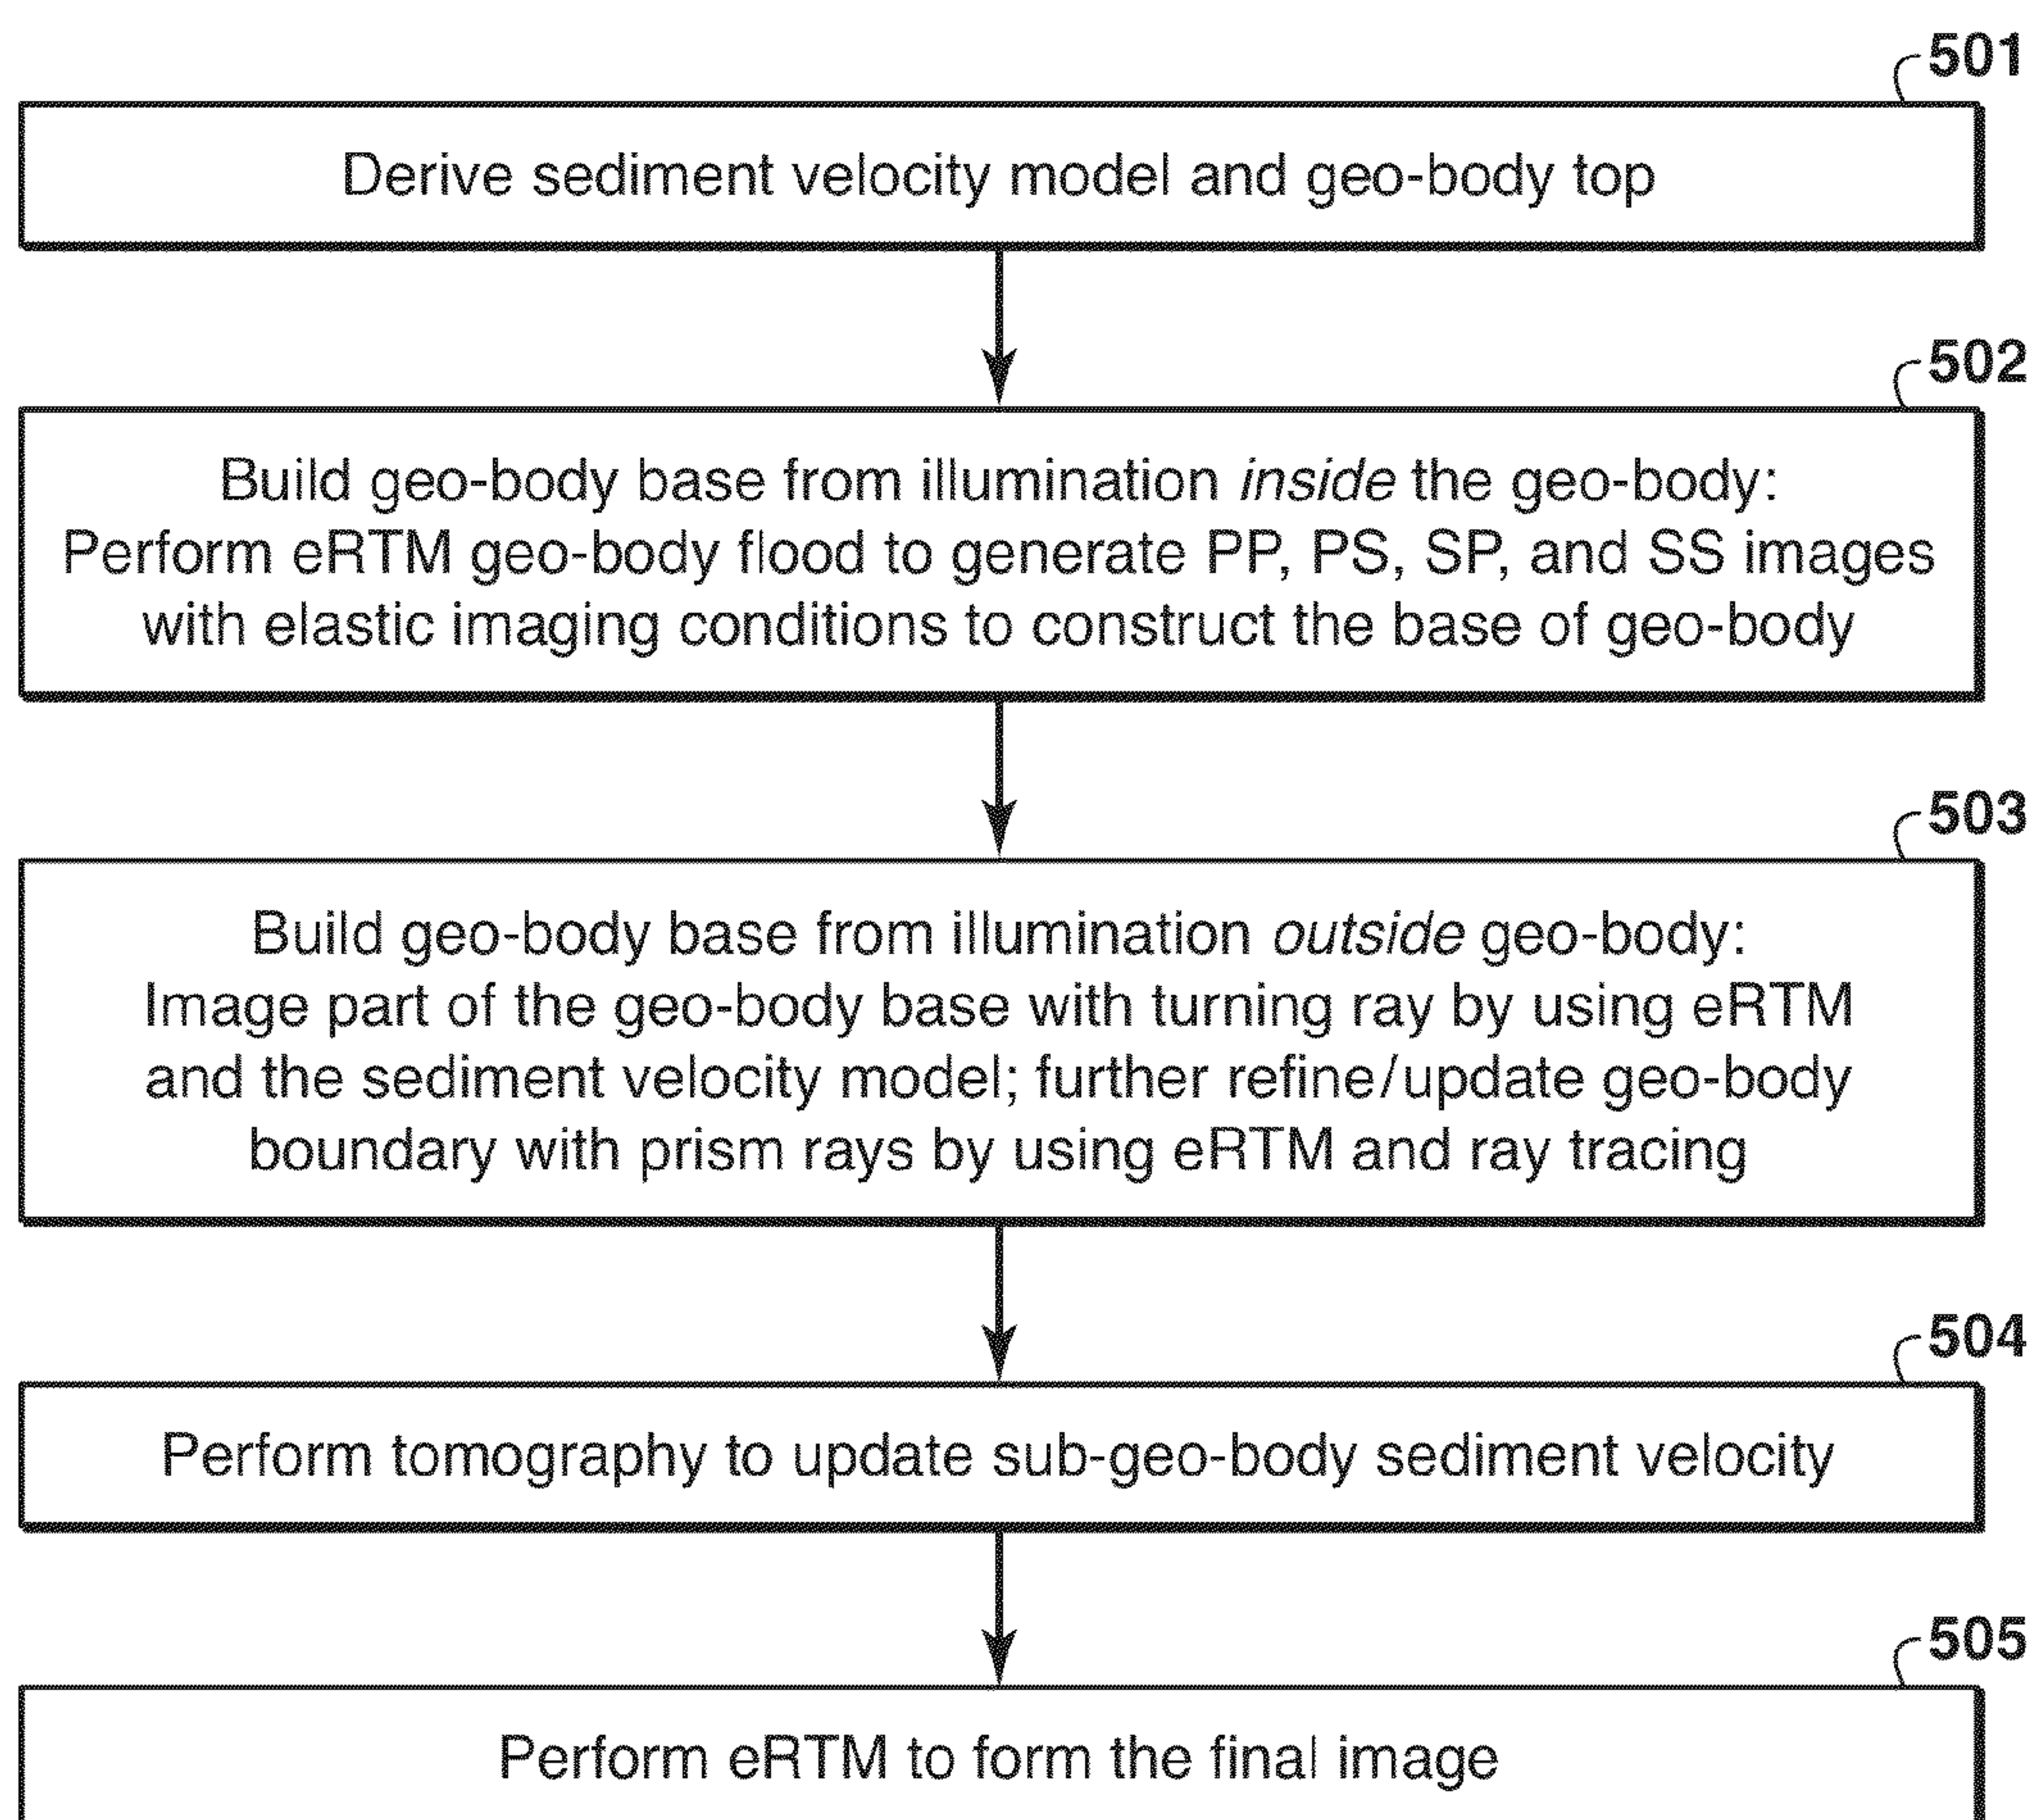 501
Derive sediment velocity model and geo-body top
502
Build geo-body base from illumination inside the geo-body:
Perform eRTM geo-body flood to generate PP, PS, SP, and SS images
with elastic imaging conditions to construct the base of geo-body
503
Build geo-body base from illumination outside geo-body:
Image part of the geo-body base with turning ray by using eRTM
and the sediment velocity model; further refine/update geo-body
boundary with prism rays by using eRTM and ray tracing
504
Perform tomography to update sub-geo-body sediment velocity
505
Perform eRTM to form the final image